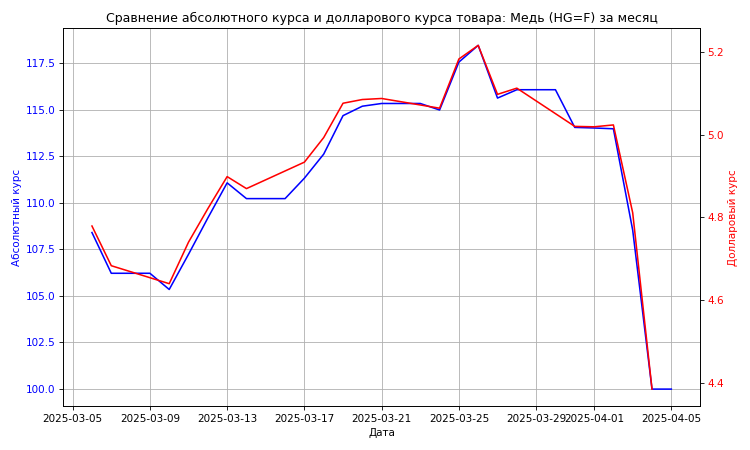 Сравнение абсолютного курса и долларового курса товара: Медь (HG=F) за месяц
Абсолютный курс
117.5
115.0
112.5
110.0
107.5
105.0
102.5
100.0
5.2
5.0
4.8
4.6
4.4
Долларовый курс
2025-03-05 2025-03-09 2025-03-13 2025-03-17 2025-03-21 2025-03-25 2025-03-29 2025-04-01 2025-04-05
Дата